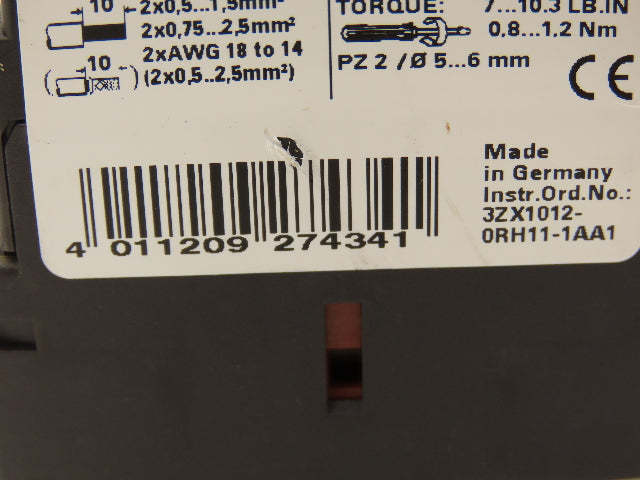 10
2x0,5...1,5mm²
2x0,75...2,5mm²
2xAWG 18 to 14
10
(2x0,5...2,5mm²)
TORQUE: 7...10.3 LB.IN
0.8...1.2 Nm
PZ 2 / Ø 5...6 mm
CE
Made
in Germany
Instr.Ord.No.:
3ZX1012-
0RH11-1AA1
4 011209 274341